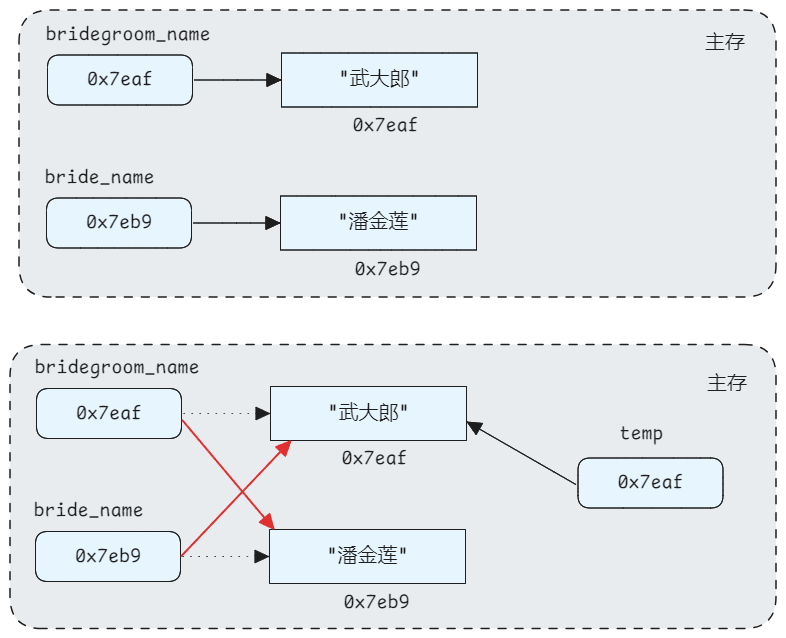 bridegroom_name
主存
0x7eaf
"武大郎"
0x7eaf
bride_name
0x7eb9
"潘金莲"
0x7eb9
bridegroom_name
主存
0x7eaf
"武大郎"
temp
0x7eaf
0x7eaf
bride_name
0x7eb9
"潘金莲"
0x7eb9